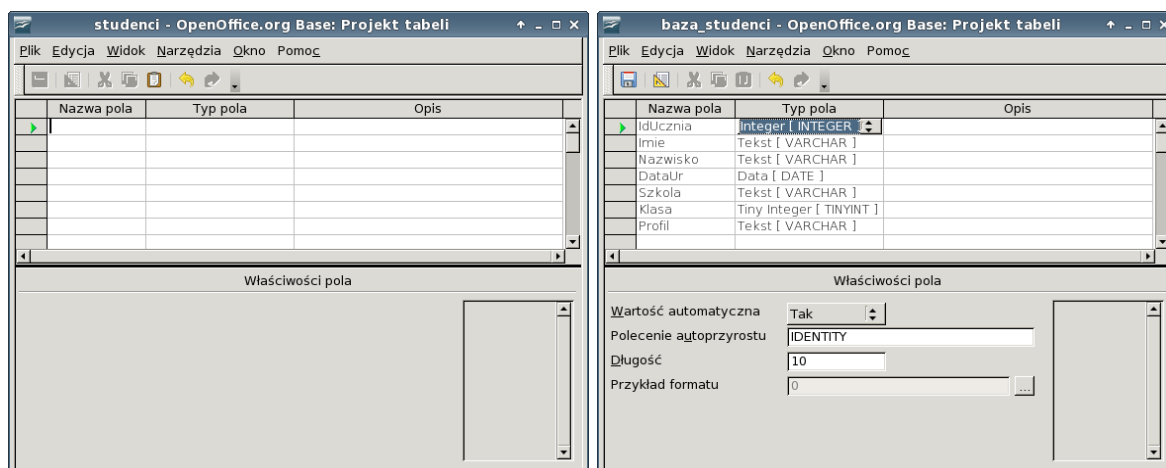 studenci - OpenOffice.org Base: Projekt tabeli
Plik Edycja Widok Narzędzia Okno Pomoc
Nazwa pola Typ pola Opis
Właściwości pola
baza_studenci - OpenOffice.org Base: Projekt tabeli
Plik Edycja Widok Narzędzia Okno Pomoc
Nazwa pola Typ pola Opis
IdUcznia Integer [ INTEGER ]
Imie Tekst [ VARCHAR ]
Nazwisko Tekst [ VARCHAR ]
DataUr Data [ DATE ]
Szkola Tekst [ VARCHAR ]
Klasa Tiny Integer [ TINYINT ]
Profil Tekst [ VARCHAR ]
Właściwości pola
Wartość automatyczna Tak
Polecenie autoprzyrostu IDENTITY
Długość 10
Przykład formatu 0 ...